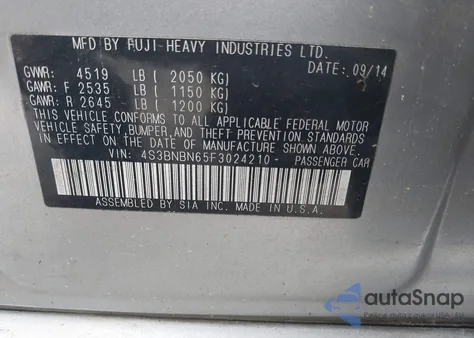 MFD BY FUJI HEAVY INDUSTRIES LTD.
DATE: 09/14
GVWR: 4519 LB ( 2050 KG)
GAWR: F 2535 LB ( 1150 KG)
GAWR: R 2645 LB ( 1200 KG)
THIS VEHICLE CONFORMS TO ALL APPLICABLE FEDERAL MOTOR
VEHICLE SAFETY, BUMPER, AND THEFT PREVENTION STANDARDS
IN EFFECT ON THE DATE OF MANUFACTURE SHOWN ABOVE.
VIN: 4S3BNBN65F3024210 - PASSENGER CAR
ASSEMBLED BY SIA INC. MADE IN U.S.A.
autoSnap